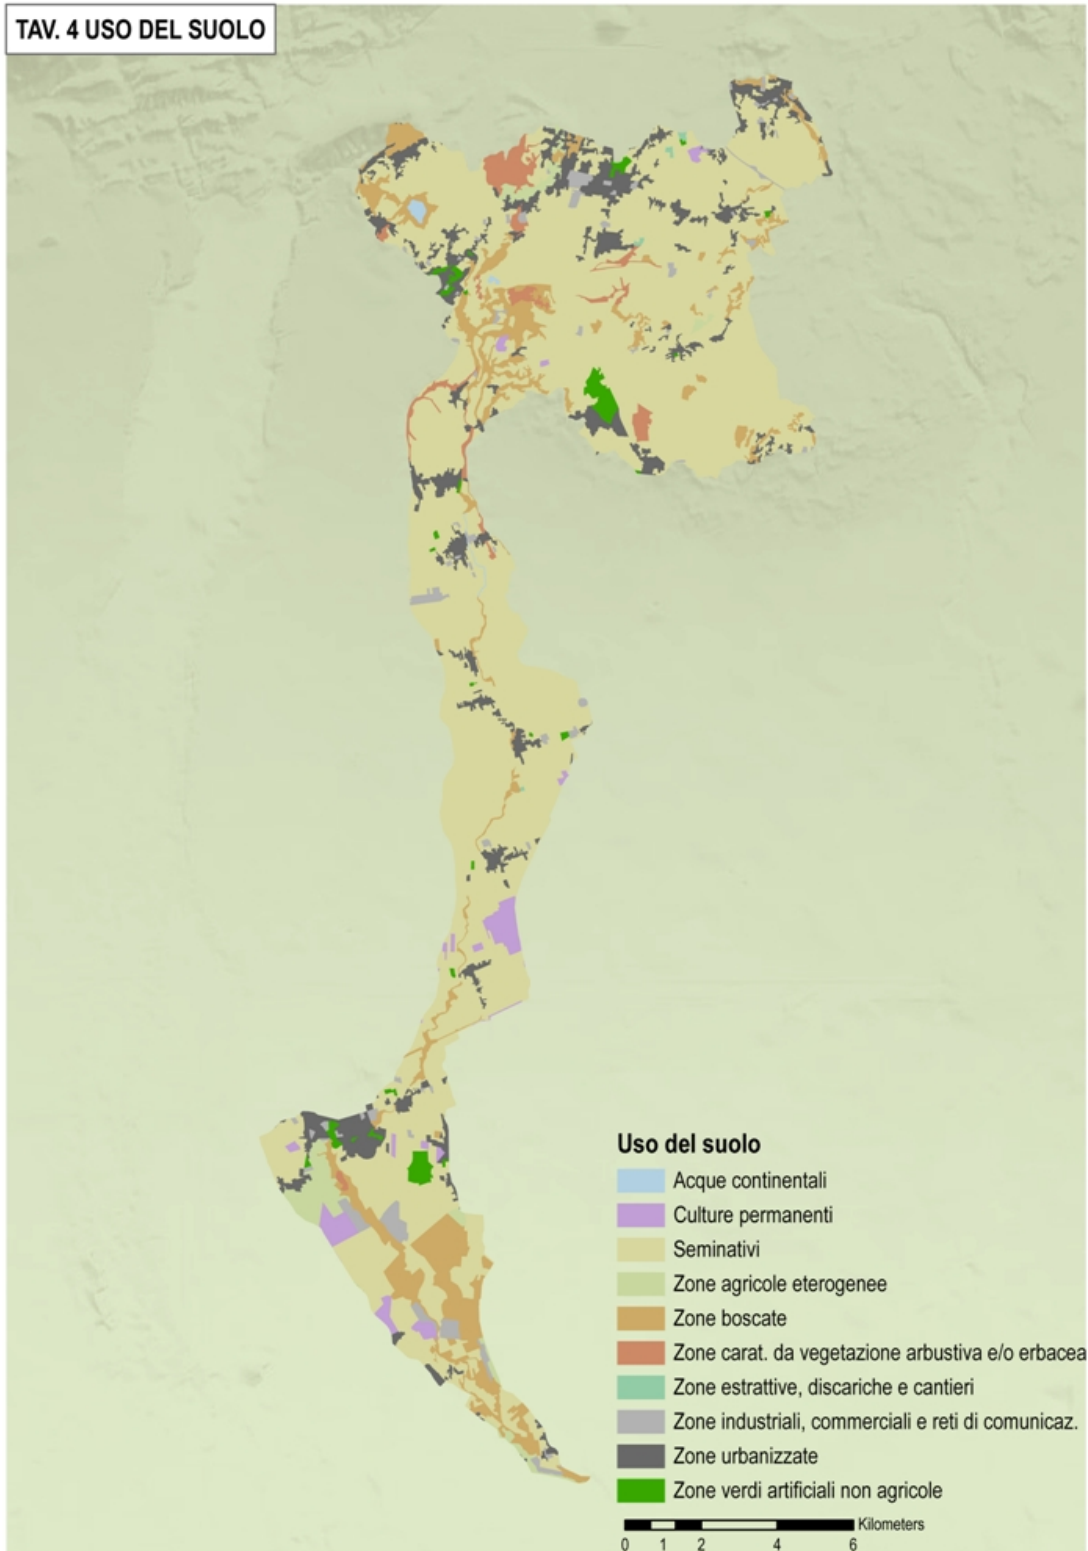 TAV. 4 USO DEL SUOLO
Uso del suolo
Acque continentali
Culture permanenti
Seminativi
Zone agricole eterogenee
Zone boscate
Zone carat. da vegetazione arbustiva e/o erbacea
Zone estrattive, discariche e cantieri
Zone industriali, commerciali e reti di comunicaz.
Zone urbanizzate
Zone verdi artificiali non agricole
Kilometers
0 1 2 4 6